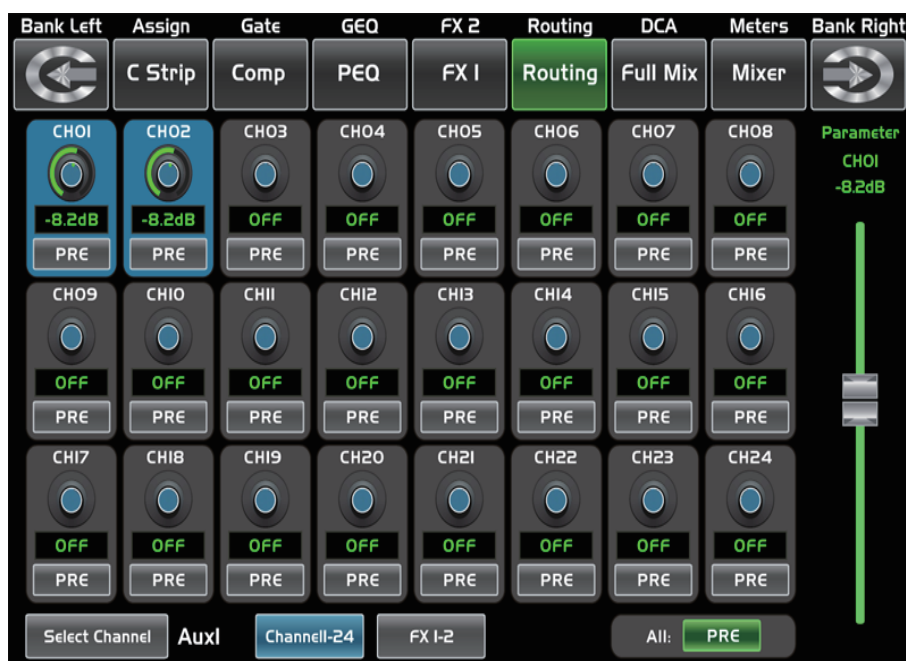 Bank Left Assign Gate GEQ FX 2 Routing DCA Meters Bank Right
C Strip Comp PEQ FX 1 Routing Full Mix Mixer
CH01 CH02 CH03 CH04 CH05 CH06 CH07 CH08 Parameter
CH01
-8.2dB
-8.2dB -8.2dB OFF OFF OFF OFF OFF OFF
PRE PRE PRE PRE PRE PRE PRE PRE
CH09 CH10 CH11 CH12 CH13 CH14 CH15 CH16
OFF OFF OFF OFF OFF OFF OFF OFF
PRE PRE PRE PRE PRE PRE PRE PRE
CH17 CH18 CH19 CH20 CH21 CH22 CH23 CH24
OFF OFF OFF OFF OFF OFF OFF OFF
PRE PRE PRE PRE PRE PRE PRE PRE
Select Channel Aux1 Channel1-24 FX 1-2 All: PRE